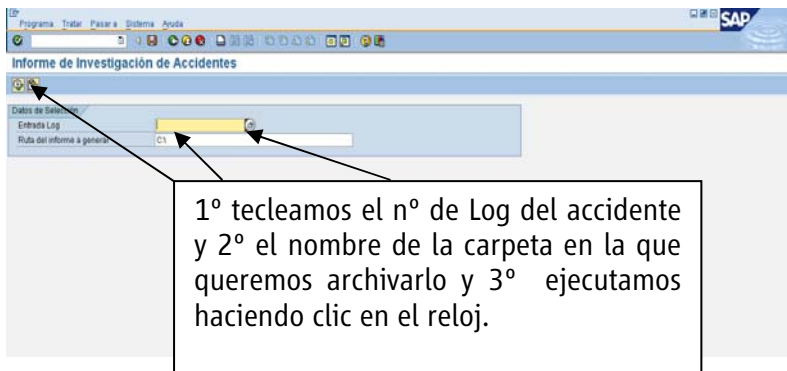 Programa Tratar Pasar a Sistema Ayuda
SAP
Informe de Investigación de Accidentes
Datos de Selección
Entrada Log
Ruta del informe a generar C:\
1º tecleamos el nº de Log del accidente
y 2º el nombre de la carpeta en la que
queremos archivarlo y 3º ejecutamos
haciendo clic en el reloj.